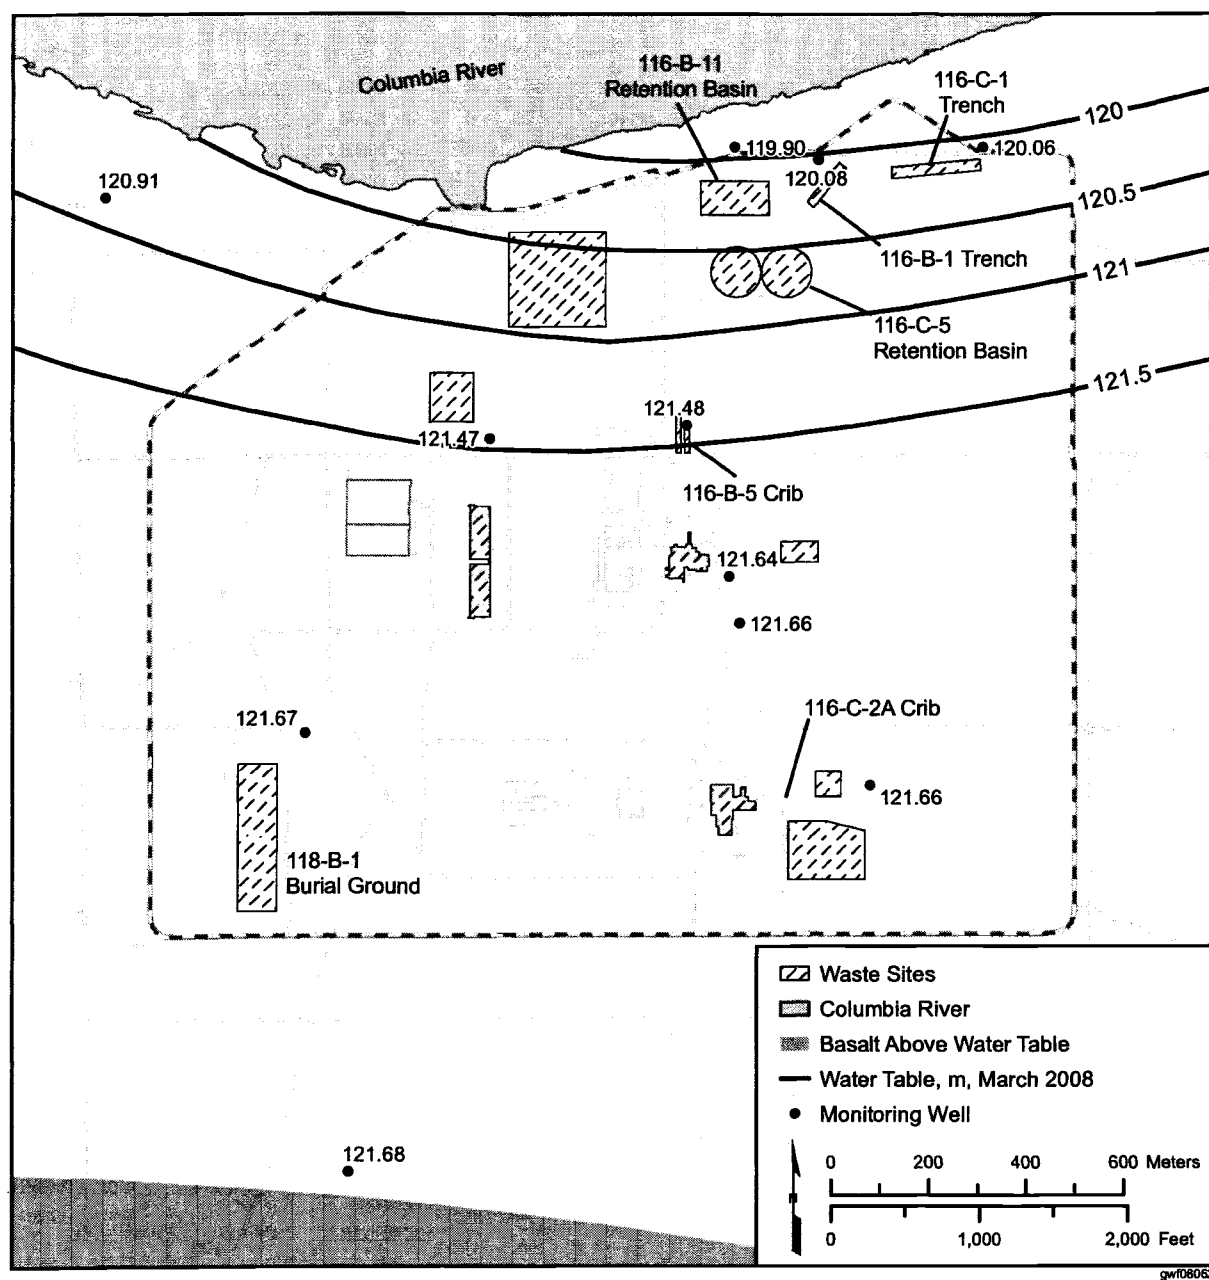 Columbia River
116-B-11
Retention Basin
116-C-1
Trench
120
119.90
120.06
120.08
120.91
120.5
116-B-1 Trench
121
116-C-5
Retention Basin
121.5
121.48
121.47
116-B-5 Crib
121.64
121.66
121.67
116-C-2A Crib
121.66
118-B-1
Burial Ground
Waste Sites
Columbia River
Basalt Above Water Table
Water Table, m, March 2008
Monitoring Well
121.68
0 200 400 600 Meters
0 1,000 2,000 Feet